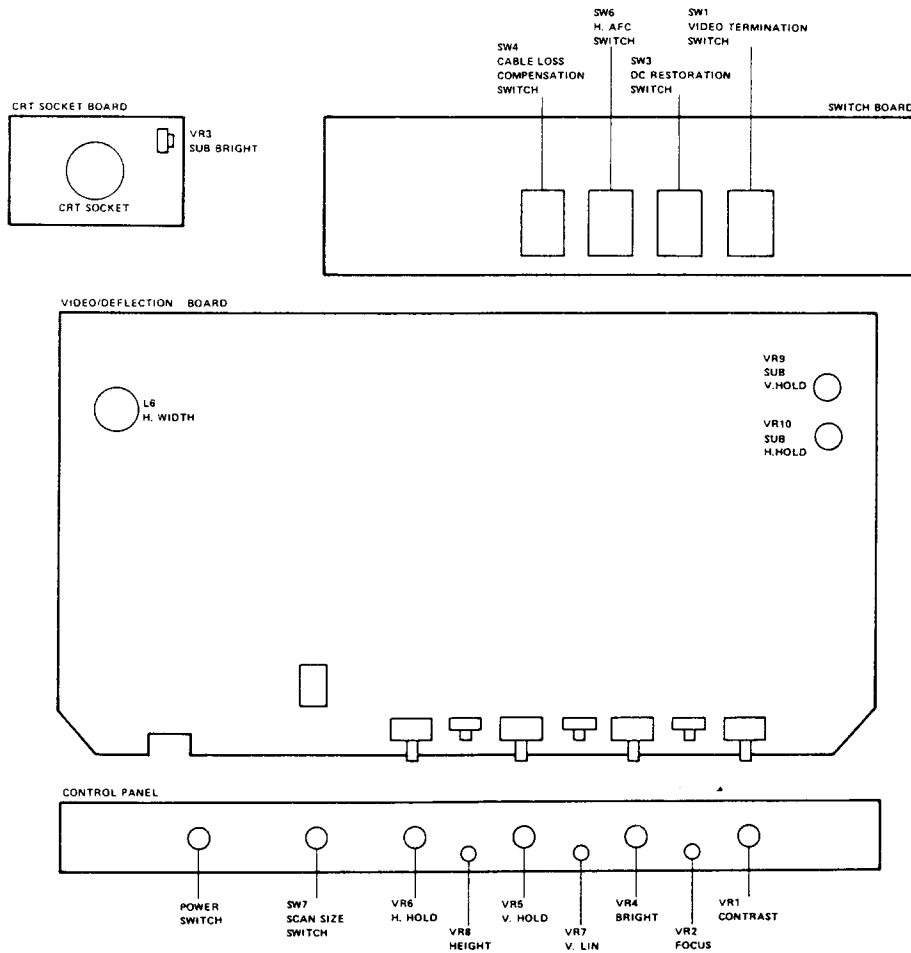 SW6
H. AFC
SWITCH
SW1
VIDEO TERMINATION
SWITCH
SW4
CABLE LOSS
COMPENSATION
SWITCH
SW3
DC RESTORATION
SWITCH
CRT SOCKET BOARD
SWITCH BOARD
VR3
SUB BRIGHT
CRT SOCKET
VIDEO/DEFLECTION BOARD
L6
H. WIDTH
VR9
SUB
V.HOLD
VR10
SUB
H.HOLD
CONTROL PANEL
POWER
SWITCH
SW7
SCAN SIZE
SWITCH
VR6
H. HOLD
VR8
HEIGHT
VR5
V. HOLD
VR7
V. LIN
VR4
BRIGHT
VR2
FOCUS
VR1
CONTRAST